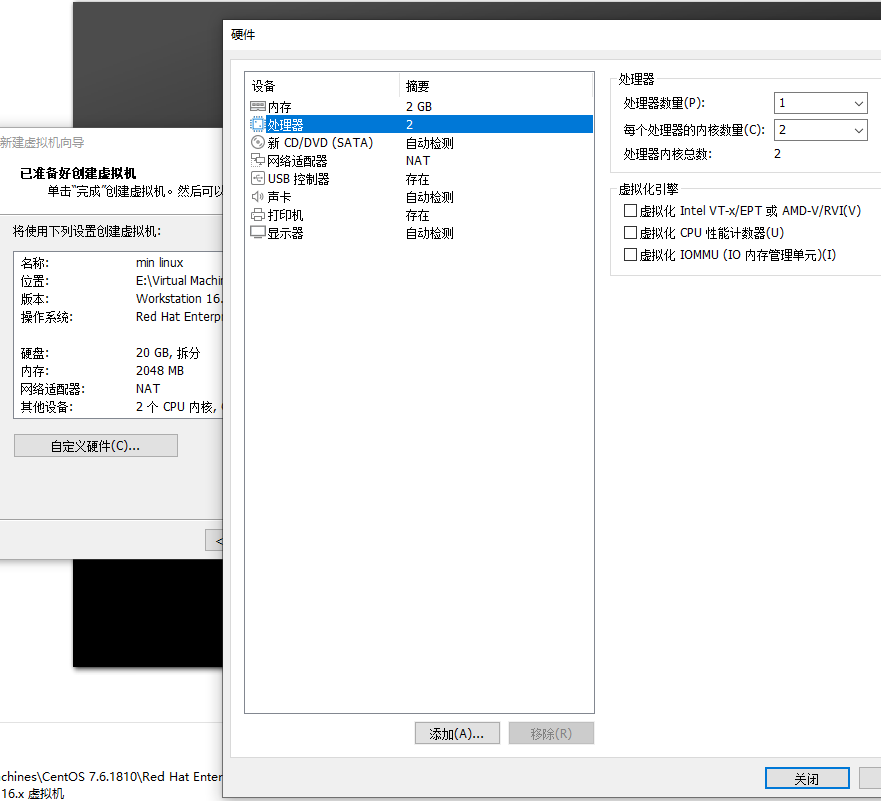 硬件
设备 摘要
内存 2 GB
处理器 2
新 CD/DVD (SATA) 自动检测
网络适配器 NAT
USB 控制器 存在
声卡 自动检测
打印机 存在
显示器 自动检测
添加(A)... 移除(R)
处理器
处理器数量(P): 1
每个处理器的内核数量(C): 2
处理器内核总数: 2
虚拟化引擎
虚拟化 Intel VT-x/EPT 或 AMD-V/RVI(V)
虚拟化 CPU 性能计数器(U)
虚拟化 IOMMU (IO 内存管理单元)(I)
关闭
新建虚拟机向导
已准备好创建虚拟机
单击“完成”创建虚拟机。然后可以
将使用下列设置创建虚拟机:
名称: min linux
位置: E:\Virtual Machin
版本: Workstation 16.
操作系统: Red Hat Enterp
硬盘: 20 GB, 拆分
内存: 2048 MB
网络适配器: NAT
其他设备: 2 个 CPU 内核,
自定义硬件(C)...
<
chines\CentOS 7.6.1810\Red Hat Enter
16.x 虚拟机